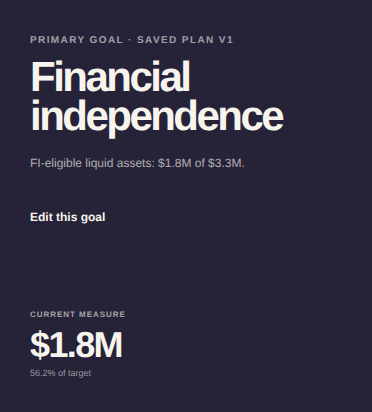 PRIMARY GOAL · SAVED PLAN V1
Financial
independence
FI-eligible liquid assets: $1.8M of $3.3M.
Edit this goal
CURRENT MEASURE
$1.8M
56.2% of target